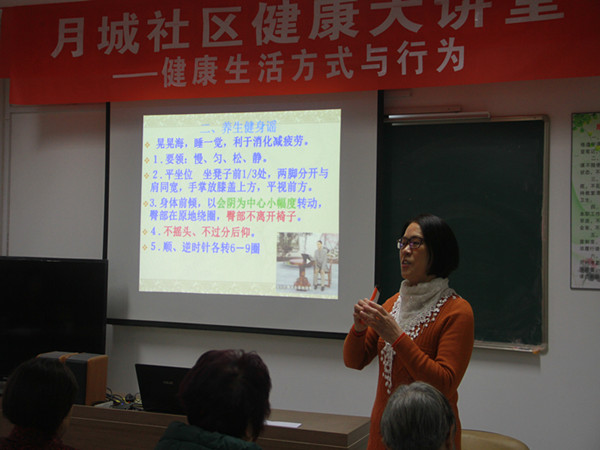 月城社区健康大讲堂
——健康生活方式与行为
二、养生健身谣
晃晃海，睡一觉，利于消化减疲劳。
1.要领：慢、匀、松、静。
2.平坐位 坐凳子前1/3处，两脚分开与
肩同宽，手掌放膝盖上方，平视前方。
3.身体前倾，以会阴为中心小幅度转动，
臀部在原地绕圈，臀部不离开椅子。
4.不摇头、不过分后仰。
5.顺、逆时针各转6－9圈